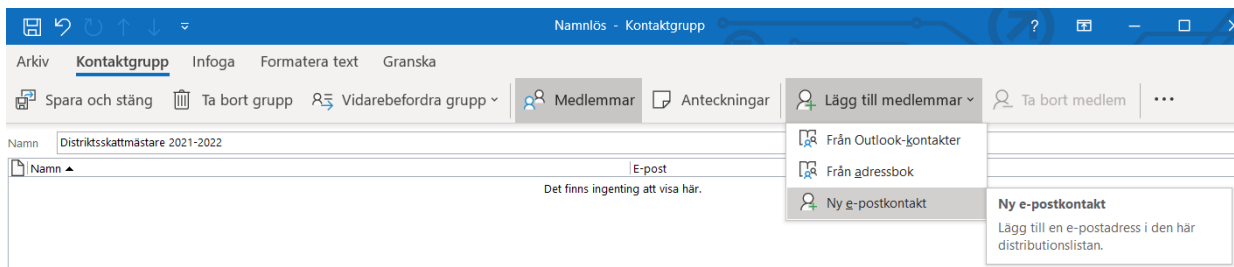 Namnlös - Kontaktgrupp ?
Arkiv Kontaktgrupp Infoga Formatera text Granska
Spara och stäng Ta bort grupp Vidarebefordra grupp Medlemmar Anteckningar Lägg till medlemmar Ta bort medlem ...
Namn Distriktsskattmästare 2021-2022
Namn E-post
Det finns ingenting att visa här.
Från Outlook-kontakter
Från adressbok
Ny e-postkontakt
Ny e-postkontakt
Lägg till en e-postadress i den här
distributionslistan.